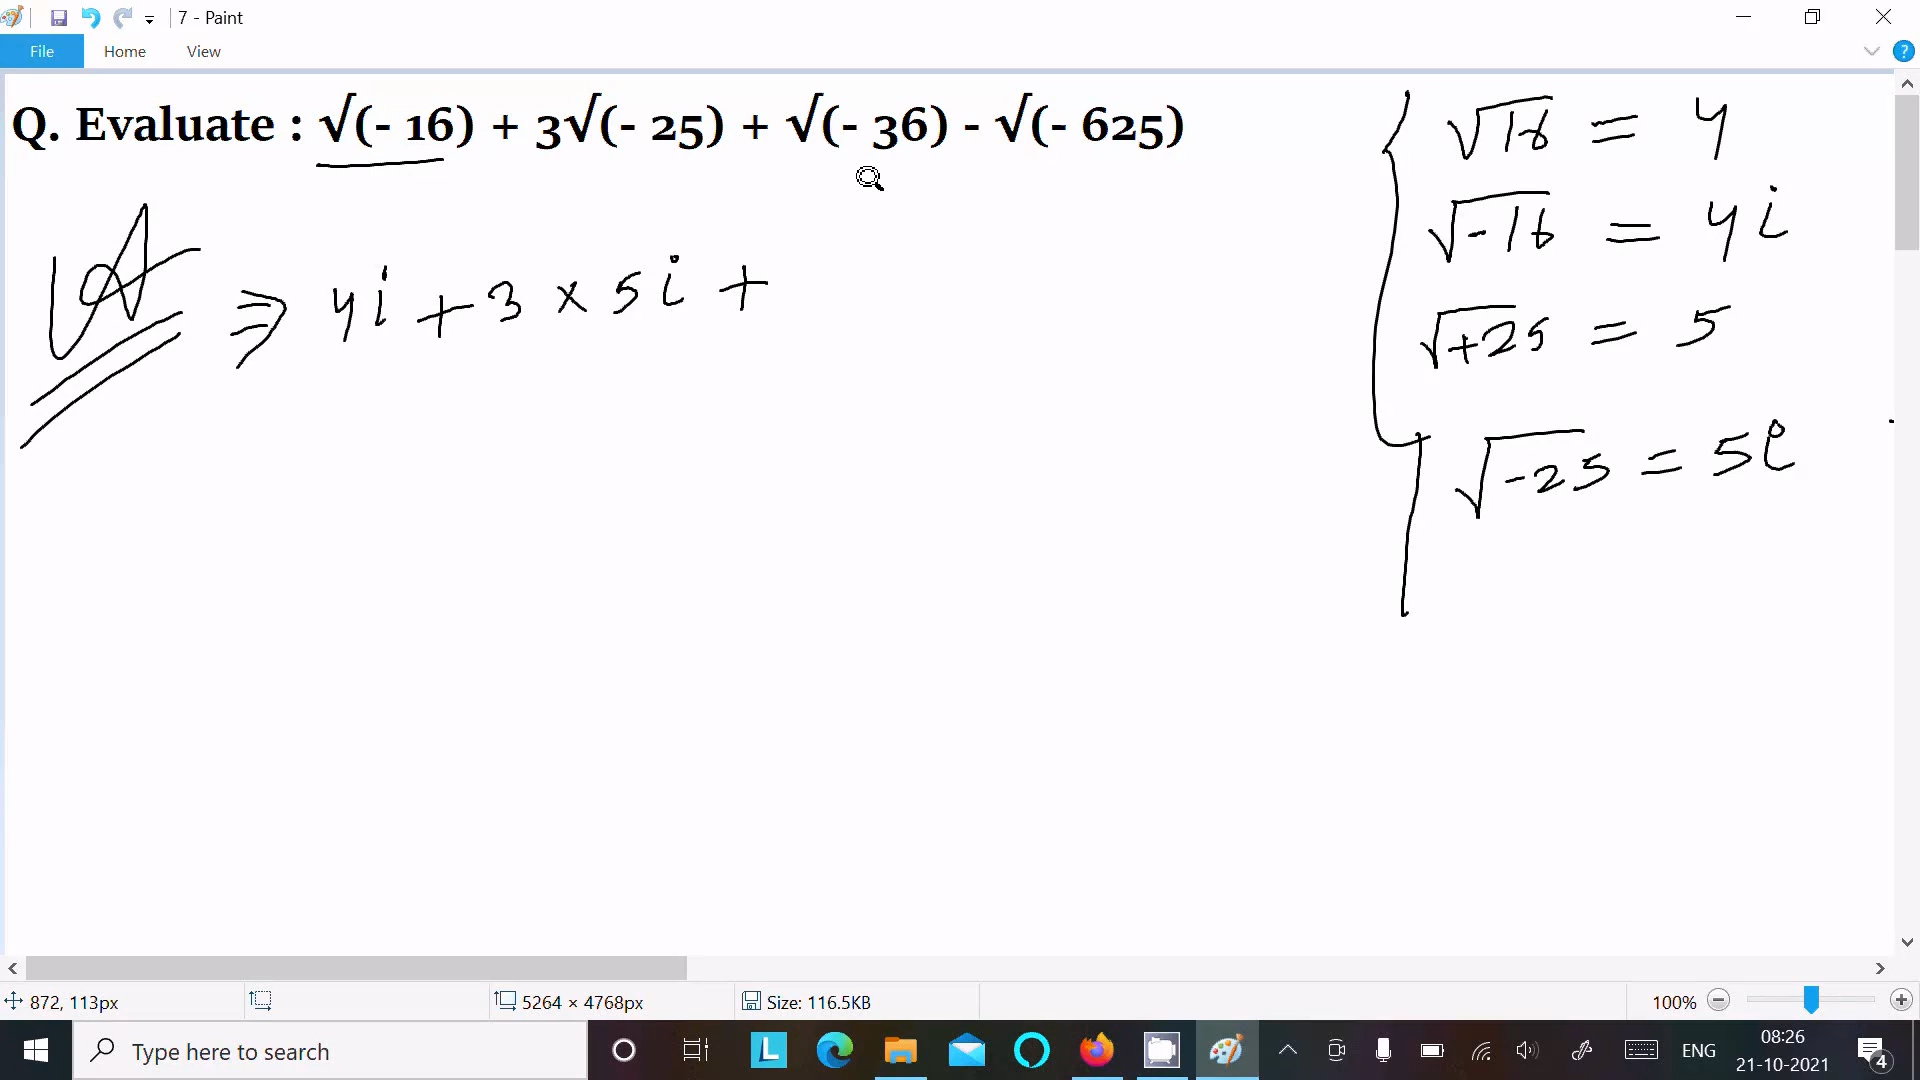 7 - Paint
File Home View
Q. Evaluate : √(- 16) + 3√(- 25) + √(- 36) - √(- 625)
⇒ 4i + 3 × 5i +
√16 = 4
√-16 = 4i
√+25 = 5
√-25 = 5i
872, 113px
5264 × 4768px
Size: 116.5KB
100%
Type here to search
L
ENG
08:26
21-10-2021
4